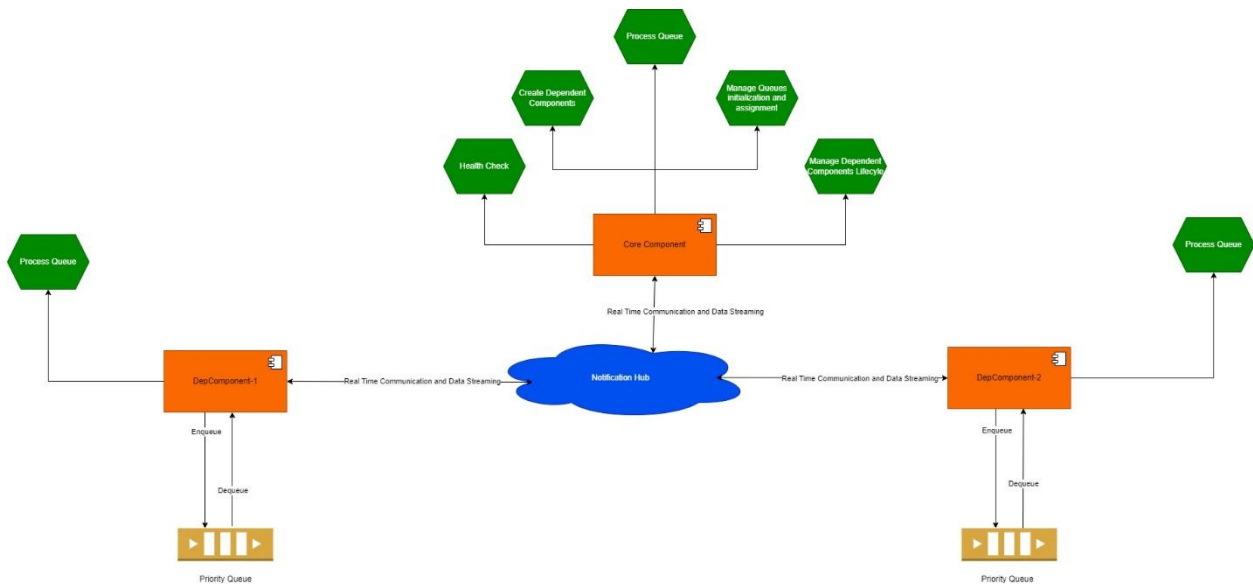 Process Queue
Create Dependent
Components
Manage Queues
initialization and
assignment
Health Check
Manage Dependent
Components Lifecyle
Core Component
Process Queue
Process Queue
Real Time Communication and Data Streaming
DepComponent-1
Real Time Communication and Data Streaming
Notification Hub
Real Time Communication and Data Streaming
DepComponent-2
Enqueue
Dequeue
Enqueue
Dequeue
Priority Queue
Priority Queue